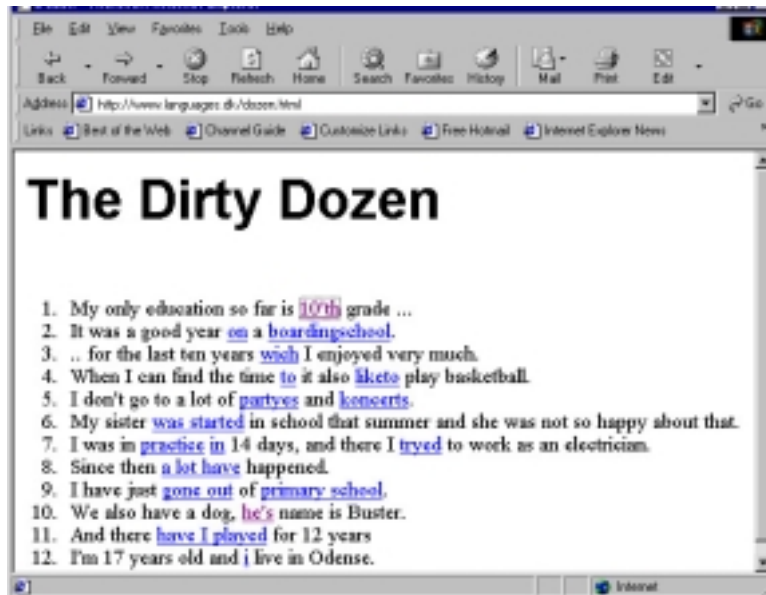 File Edit View Favorites Tools Help
Back Forward Stop Refresh Home Search Favorites History Mail Print Edit
Address http://www.languages.dk/dozen.html Go
Links Best of the Web Channel Guide Customize Links Free Hotmail Internet Explorer News
The Dirty Dozen
1. My only education so far is 10'th grade ...
2. It was a good year on a boardingschool.
3. .. for the last ten years wich I enjoyed very much.
4. When I can find the time to it also liketo play basketball.
5. I don't go to a lot of partyes and koncerts.
6. My sister was started in school that summer and she was not so happy about that.
7. I was in practice in 14 days, and there I tryed to work as an electrician.
8. Since then a lot have happened.
9. I have just gone out of primary school.
10. We also have a dog, he's name is Buster.
11. And there have I played for 12 years
12. I'm 17 years old and i live in Odense.
Internet